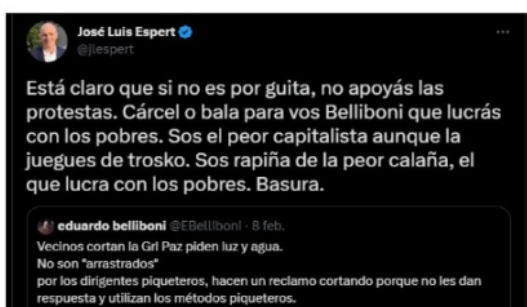 José Luis Espert
@jlespert
Está claro que si no es por guita, no apoyás las
protestas. Cárcel o bala para vos Belliboni que lucrás
con los pobres. Sos el peor capitalista aunque la
juegues de trosko. Sos rapiña de la peor calaña, el
que lucra con los pobres. Basura.
eduardo belliboni @EBelliboni · 8 feb.
Vecinos cortan la Grl Paz piden luz y agua.
No son "arrastrados"
por los dirigentes piqueteros, hacen un reclamo cortando porque no les dan
respuesta y utilizan los métodos piqueteros.